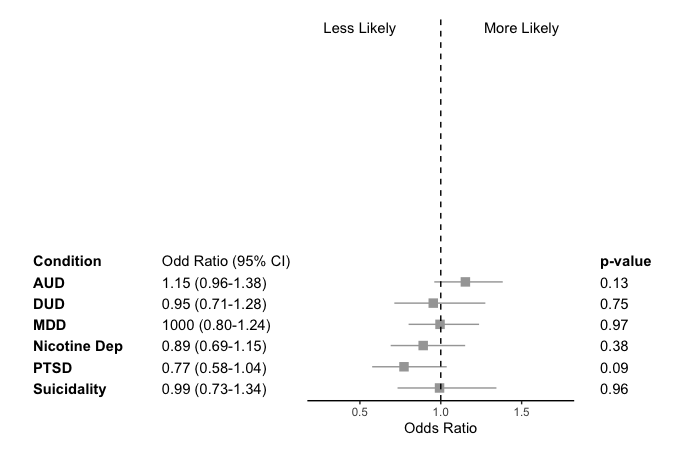 Less Likely More Likely
Condition Odd Ratio (95% CI) p-value
AUD 1.15 (0.96-1.38) 0.13
DUD 0.95 (0.71-1.28) 0.75
MDD 1000 (0.80-1.24) 0.97
Nicotine Dep 0.89 (0.69-1.15) 0.38
PTSD 0.77 (0.58-1.04) 0.09
Suicidality 0.99 (0.73-1.34) 0.96
0.5 1.0 1.5
Odds Ratio